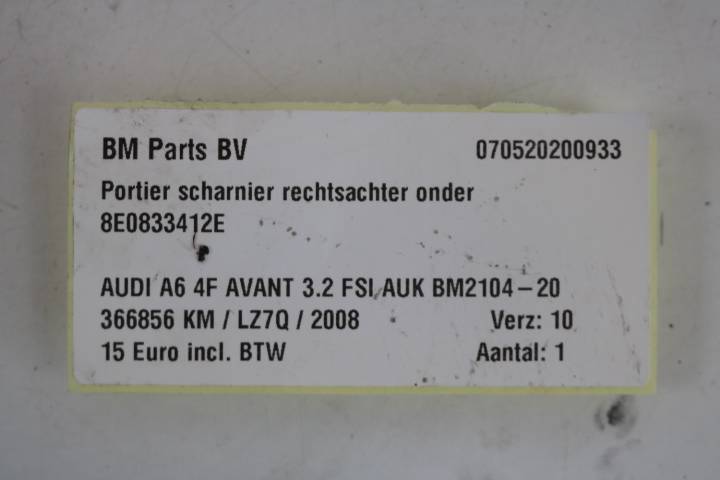 BM Parts BV 070520200933
Portier scharnier rechtsachter onder
8E0833412E
AUDI A6 4F AVANT 3.2 FSI AUK BM2104-20
366856 KM / LZ7Q / 2008 Verz: 10
15 Euro incl. BTW Aantal: 1